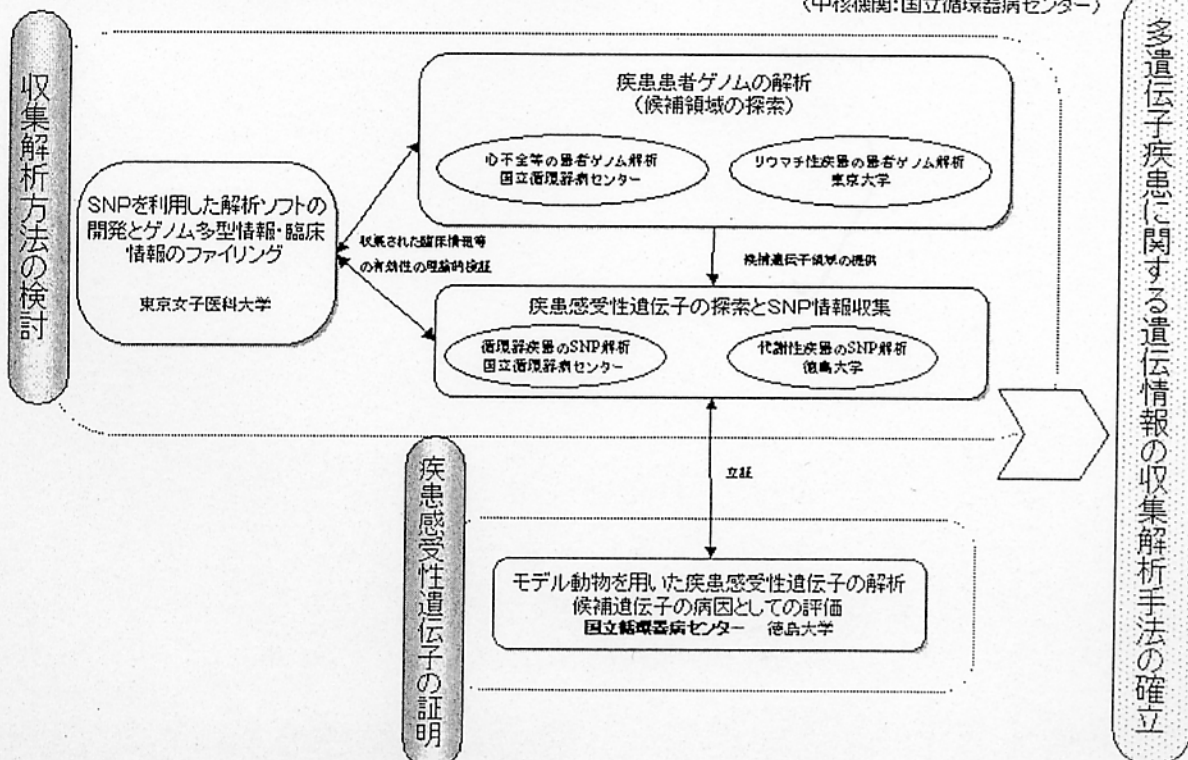 〈中核機関:国立循環器病センター〉
収集解析方法の検討
疾患患者ゲノムの解析
(候補領域の探索)
心不全等の患者ゲノム解析
国立循環器病センター
リウマチ性疾患の患者ゲノム解析
東京大学
SNPを利用した解析ソフトの
開発とゲノム多型情報・臨床
情報のファイリング
東京女子医科大学
収集された臨床情報等
の有効性の理論的検証
候補遺伝子領域の提供
疾患感受性遺伝子の探索とSNP情報収集
循環器疾患のSNP解析
国立循環器病センター
代謝性疾患のSNP解析
徳島大学
疾患感受性遺伝子の証明
立証
モデル動物を用いた疾患感受性遺伝子の解析
候補遺伝子の病因としての評価
国立循環器病センター 徳島大学
多遺伝子疾患に関する遺伝情報の収集解析手法の確立